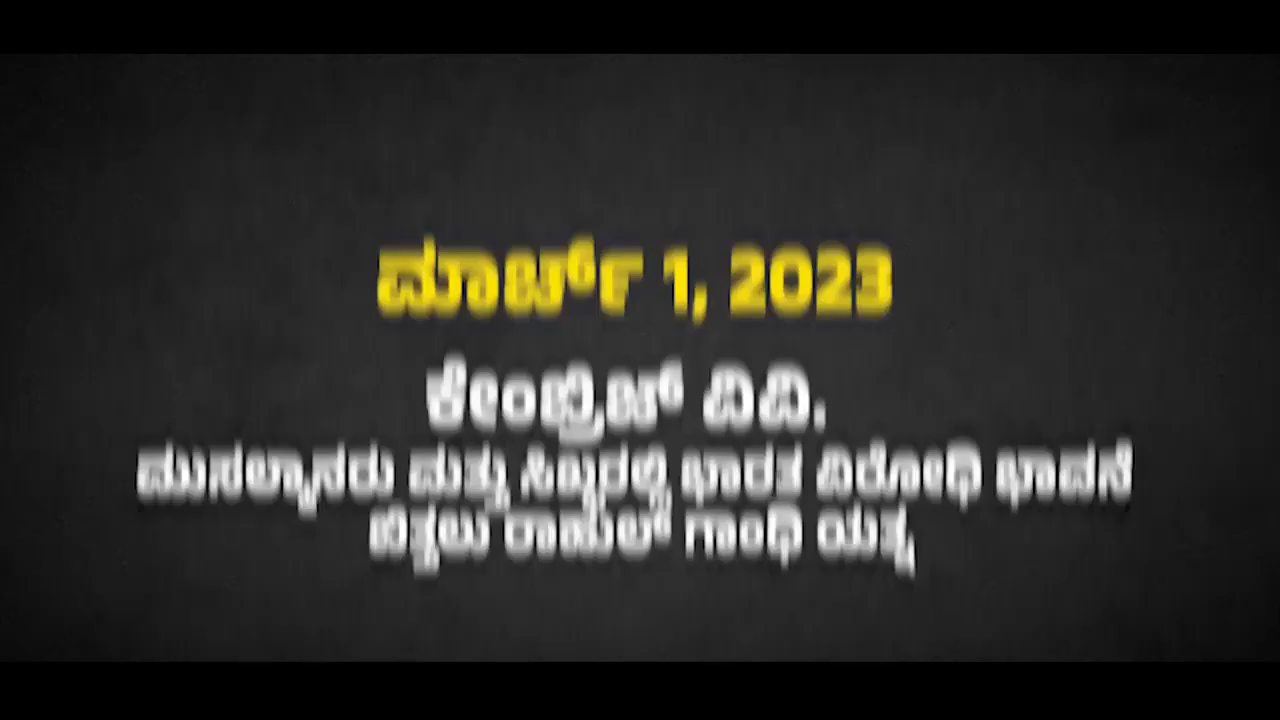 ಮಾರ್ಚ್ 1, 2023
ಕೇಂಬ್ರಿಜ್ ವಿವಿ.
ಮುಸಲ್ಮಾನರು ಮತ್ತು ಸಿಖ್ಖರಲ್ಲಿ ಭಾರತ ವಿರೋಧಿ ಭಾವನೆ
ಬಿತ್ತಲು ರಾಹುಲ್ ಗಾಂಧಿ ಯತ್ನ